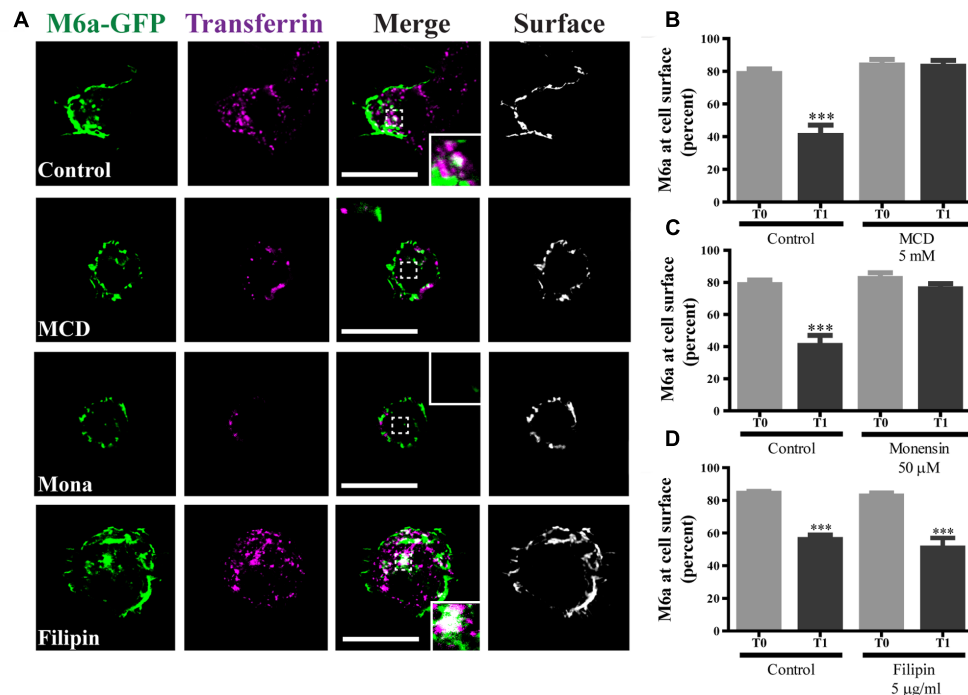 A
M6a-GFP Transferrin Merge Surface
Control
MCD
Mona
Filipin
B
M6a at cell surface
(percent)
100
80
60
40
20
0
***
T0 T1 T0 T1
Control MCD
5 mM
C
M6a at cell surface
(percent)
100
80
60
40
20
0
***
T0 T1 T0 T1
Control Monensin
50 µM
D
M6a at cell surface
(percent)
100
80
60
40
20
0
*** ***
T0 T1 T0 T1
Control Filipin
5 µg/ml